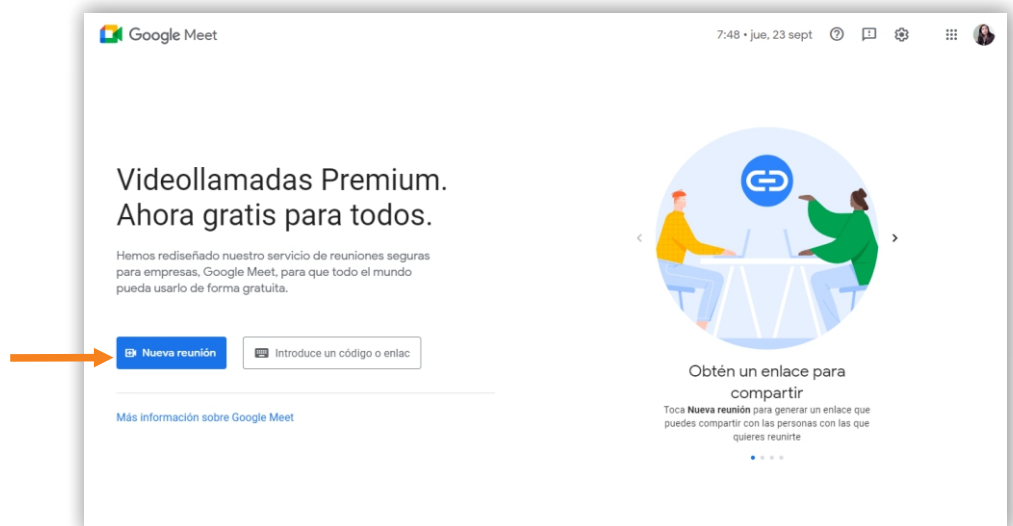 Google Meet
7:48 • jue, 23 sept
Videollamadas Premium.
Ahora gratis para todos.
Hemos rediseñado nuestro servicio de reuniones seguras
para empresas, Google Meet, para que todo el mundo
pueda usarlo de forma gratuita.
Nueva reunión
Introduce un código o enlac
Más información sobre Google Meet
Obtén un enlace para
compartir
Toca Nueva reunión para generar un enlace que
puedes compartir con las personas con las que
quieres reunirte